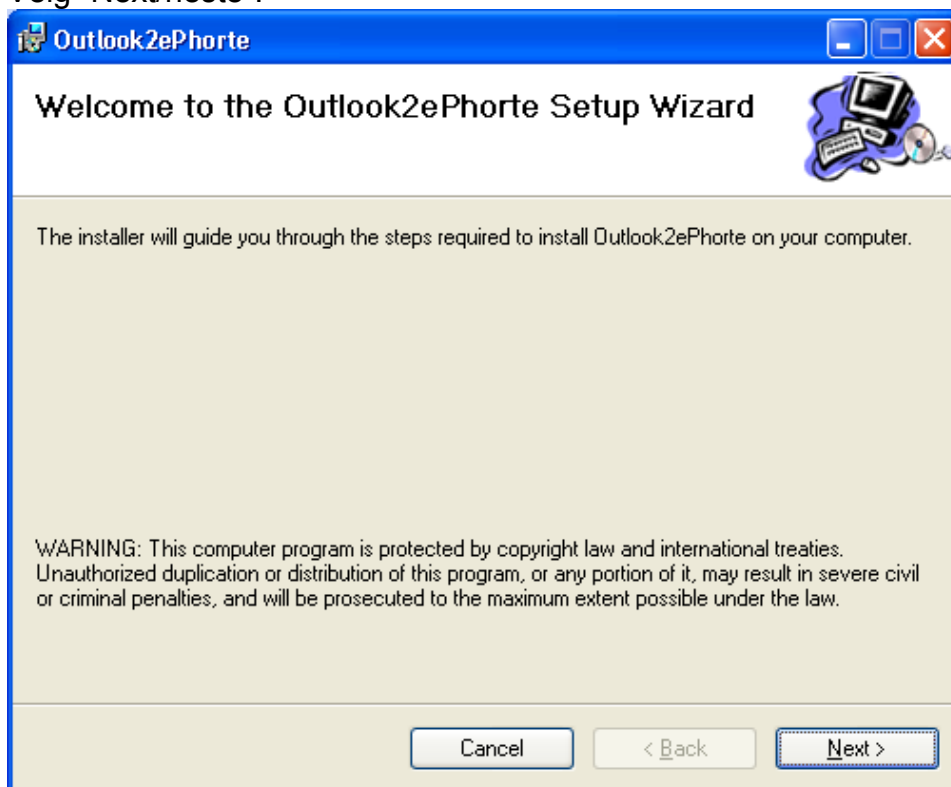 Velg "Next/neste".
Outlook2ePhorte
Welcome to the Outlook2ePhorte Setup Wizard
The installer will guide you through the steps required to install Outlook2ePhorte on your computer.
WARNING: This computer program is protected by copyright law and international treaties.
Unauthorized duplication or distribution of this program, or any portion of it, may result in severe civil
or criminal penalties, and will be prosecuted to the maximum extent possible under the law.
Cancel
< Back
Next >